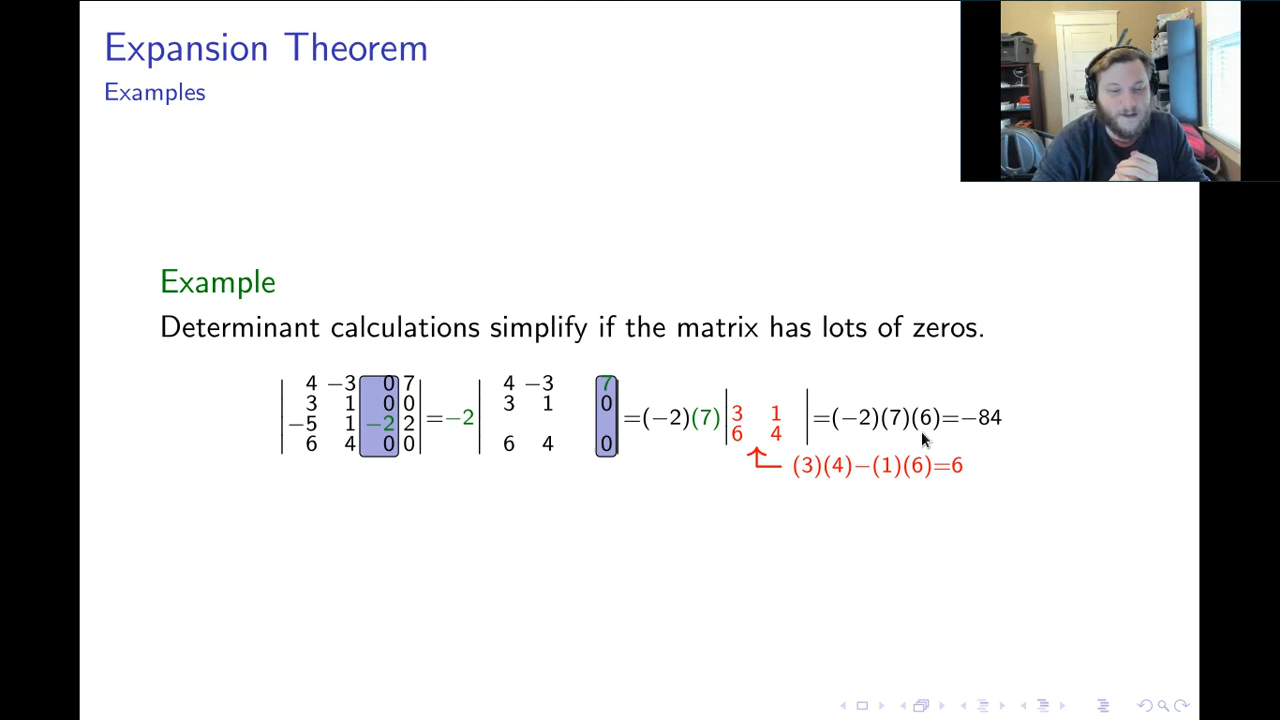 Expansion Theorem
Examples
Example
Determinant calculations simplify if the matrix has lots of zeros.
| 4 −3 0 7 | | 4 −3 7 |
| 3 1 0 0 | | 3 1 0 | | 3 1 |
| −5 1 −2 2 | =−2 | | =(−2)(7) | | =(−2)(7)(6)=−84
| 6 4 0 0 | | 6 4 0 | | 6 4 |
(3)(4)−(1)(6)=6